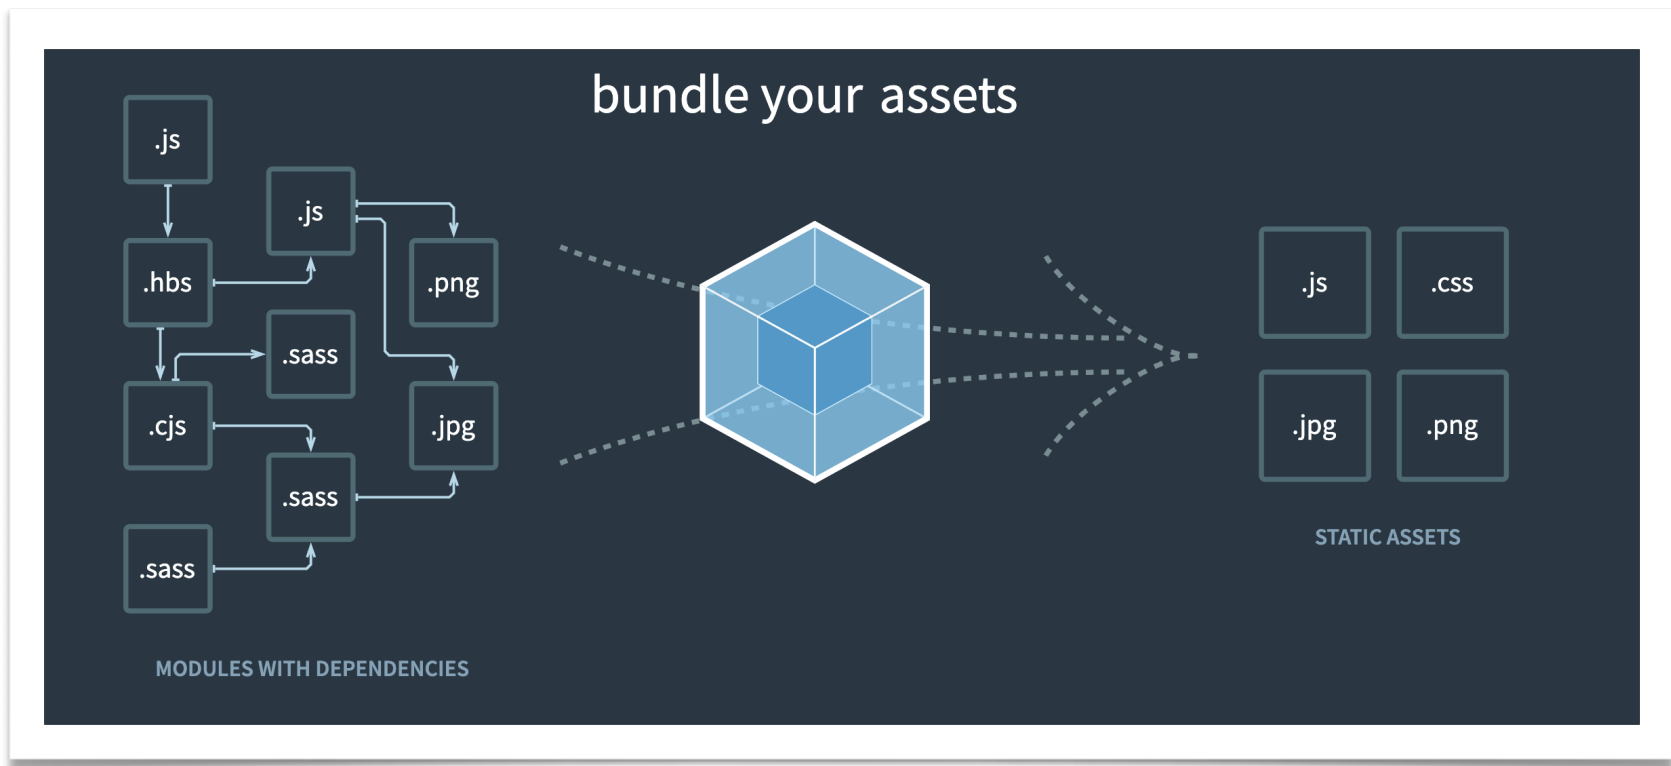 bundle your assets
.js
.js
.hbs
.png
.sass
.cjs
.jpg
.sass
.sass
MODULES WITH DEPENDENCIES
.js
.css
.jpg
.png
STATIC ASSETS